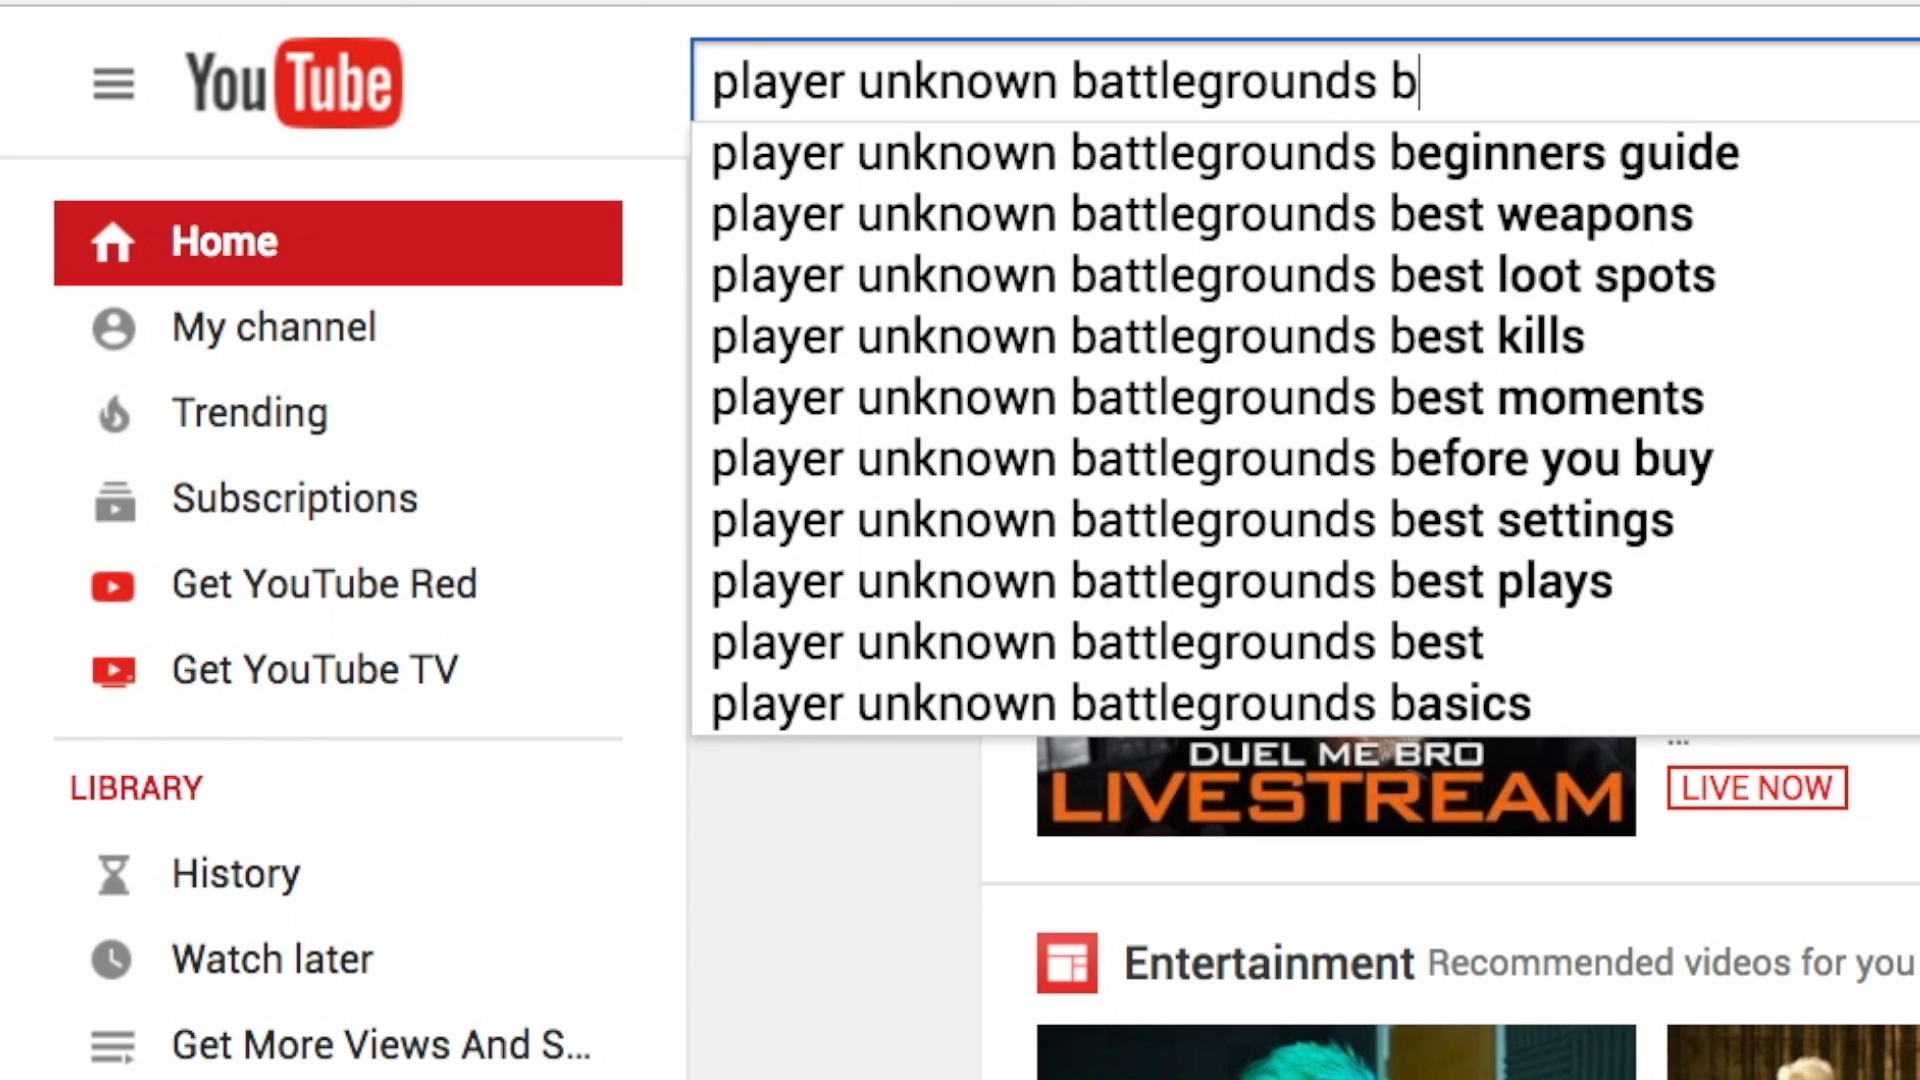 YouTube
player unknown battlegrounds b
player unknown battlegrounds beginners guide
player unknown battlegrounds best weapons
player unknown battlegrounds best loot spots
player unknown battlegrounds best kills
player unknown battlegrounds best moments
player unknown battlegrounds before you buy
player unknown battlegrounds best settings
player unknown battlegrounds best plays
player unknown battlegrounds best
player unknown battlegrounds basics
Home
My channel
Trending
Subscriptions
Get YouTube Red
Get YouTube TV
LIBRARY
History
Watch later
Get More Views And S...
DUEL ME BRO
LIVESTREAM
...
LIVE NOW
Entertainment Recommended videos for you